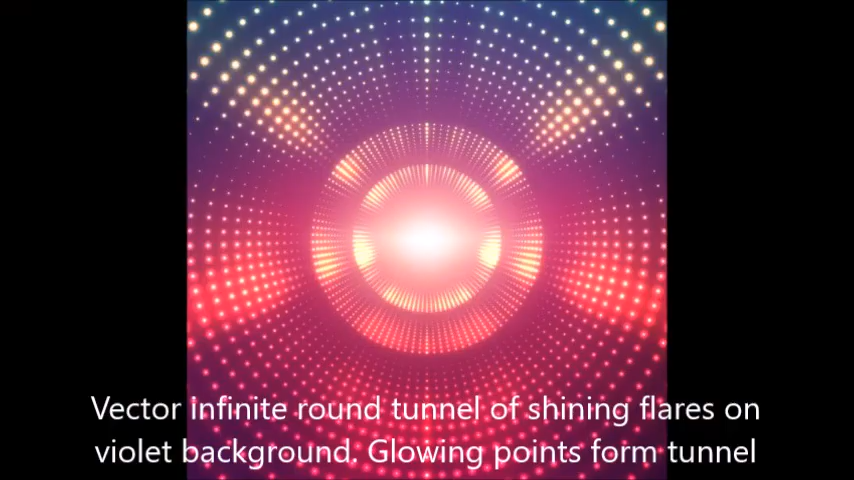 Vector infinite round tunnel of shining flares on
violet background. Glowing points form tunnel